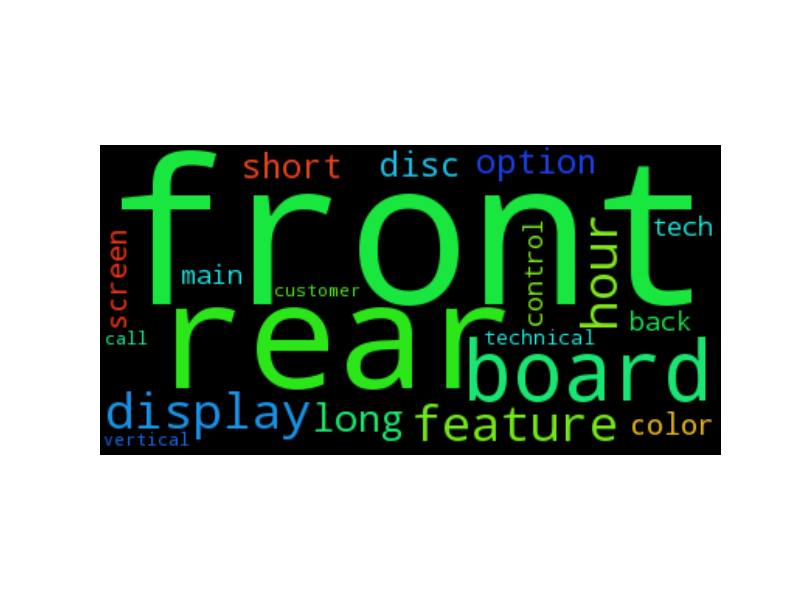 short disc option
front
tech
screen
main
customer
control
hour
rear
back
call
technical
board
display
long
feature
color
vertical